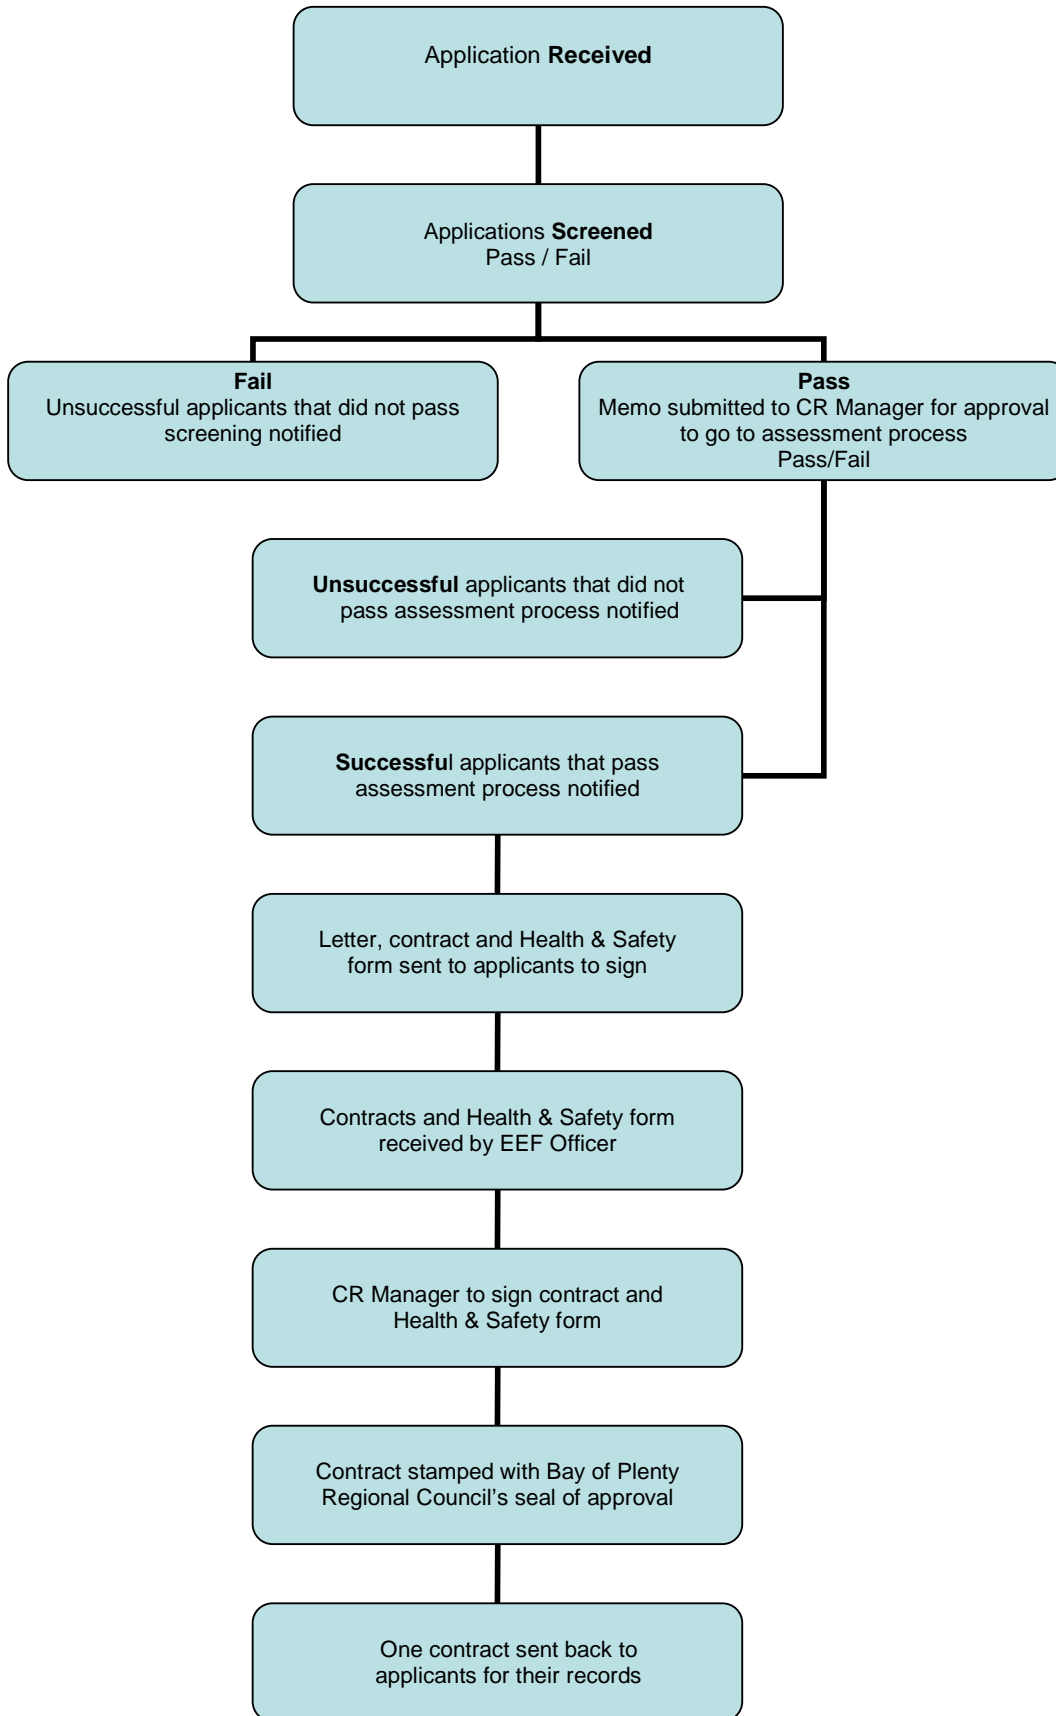 Application Received
Applications Screened
Pass / Fail
Fail
Unsuccessful applicants that did not pass
screening notified
Pass
Memo submitted to CR Manager for approval
to go to assessment process
Pass/Fail
Unsuccessful applicants that did not
pass assessment process notified
Successful applicants that pass
assessment process notified
Letter, contract and Health & Safety
form sent to applicants to sign
Contracts and Health & Safety form
received by EEF Officer
CR Manager to sign contract and
Health & Safety form
Contract stamped with Bay of Plenty
Regional Council’s seal of approval
One contract sent back to
applicants for their records